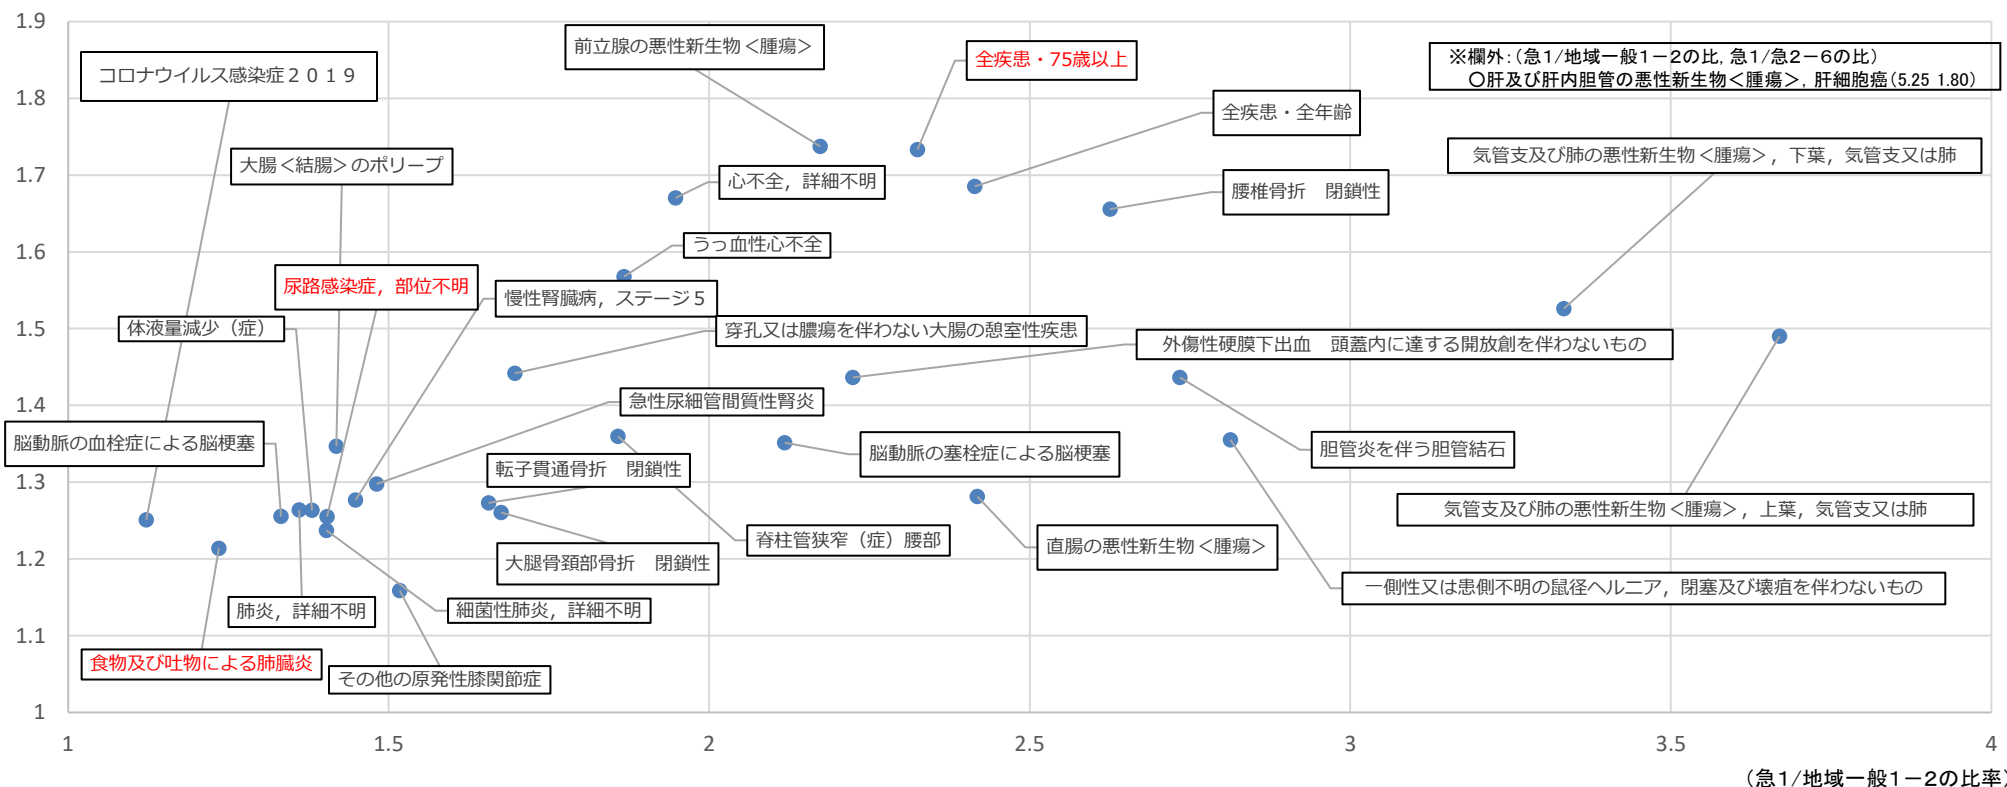 1.9
1.8
1.7
1.6
1.5
1.4
1.3
1.2
1.1
1
1
1.5
2
2.5
3
3.5
4
(急1/地域一般1－2の比率)
※欄外:(急1/地域一般1－2の比, 急1/急2－6の比)
〇肝及び肝内胆管の悪性新生物＜腫瘍＞, 肝細胞癌(5.25 1.80)
前立腺の悪性新生物＜腫瘍＞
全疾患・75歳以上
コロナウイルス感染症２０１９
全疾患・全年齢
大腸＜結腸＞のポリープ
気管支及び肺の悪性新生物＜腫瘍＞，下葉，気管支又は肺
心不全，詳細不明
腰椎骨折　閉鎖性
うっ血性心不全
尿路感染症，部位不明
慢性腎臓病，ステージ５
体液量減少（症）
穿孔又は膿瘍を伴わない大腸の憩室性疾患
外傷性硬膜下出血　頭蓋内に達する開放創を伴わないもの
急性尿細管間質性腎炎
脳動脈の血栓症による脳梗塞
脳動脈の塞栓症による脳梗塞
胆管炎を伴う胆管結石
転子貫通骨折　閉鎖性
気管支及び肺の悪性新生物＜腫瘍＞，上葉，気管支又は肺
脊柱管狭窄（症）腰部
直腸の悪性新生物＜腫瘍＞
大腿骨頚部骨折　閉鎖性
一側性又は患側不明の鼠径ヘルニア，閉塞及び壊疽を伴わないもの
肺炎，詳細不明
細菌性肺炎，詳細不明
食物及び吐物による肺臓炎
その他の原発性膝関節症